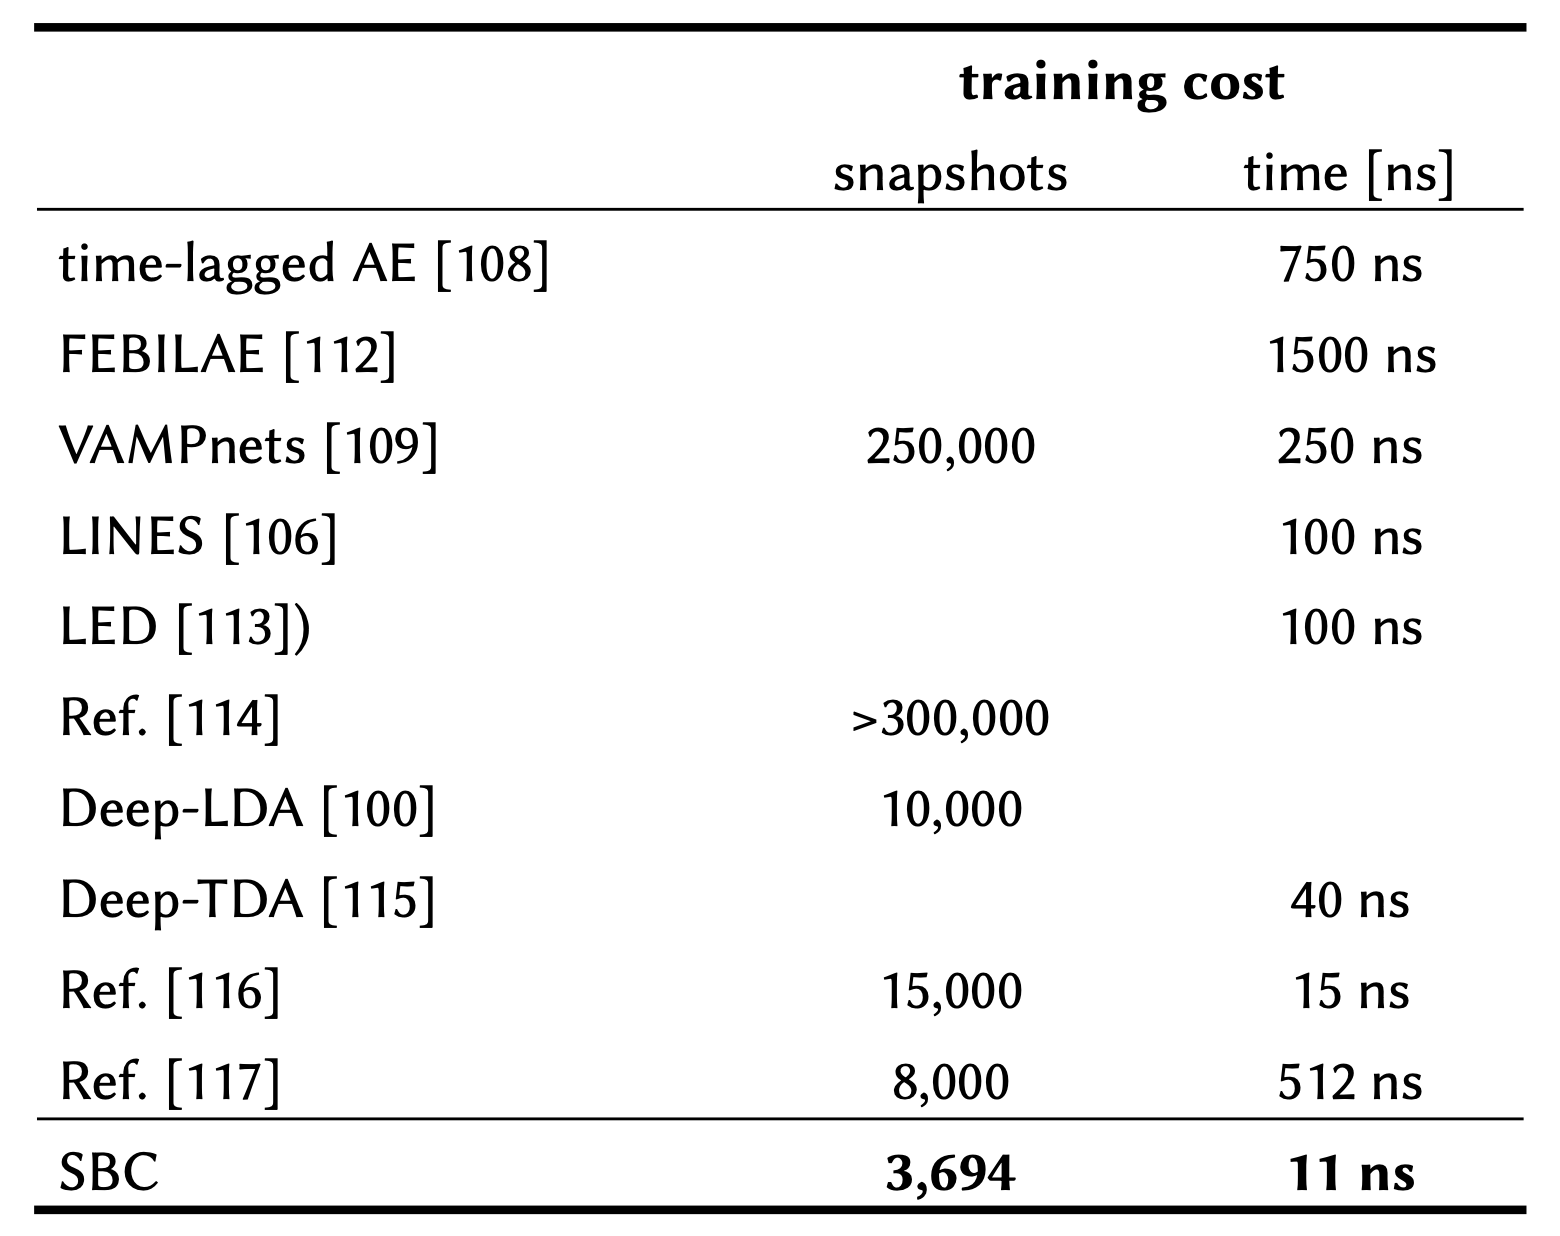 training cost
snapshots time [ns]
time-lagged AE [108] 750 ns
FEBILAE [112] 1500 ns
VAMPnets [109] 250,000 250 ns
LINES [106] 100 ns
LED [113]) 100 ns
Ref. [114] >300,000
Deep-LDA [100] 10,000
Deep-TDA [115] 40 ns
Ref. [116] 15,000 15 ns
Ref. [117] 8,000 512 ns
SBC 3,694 11 ns